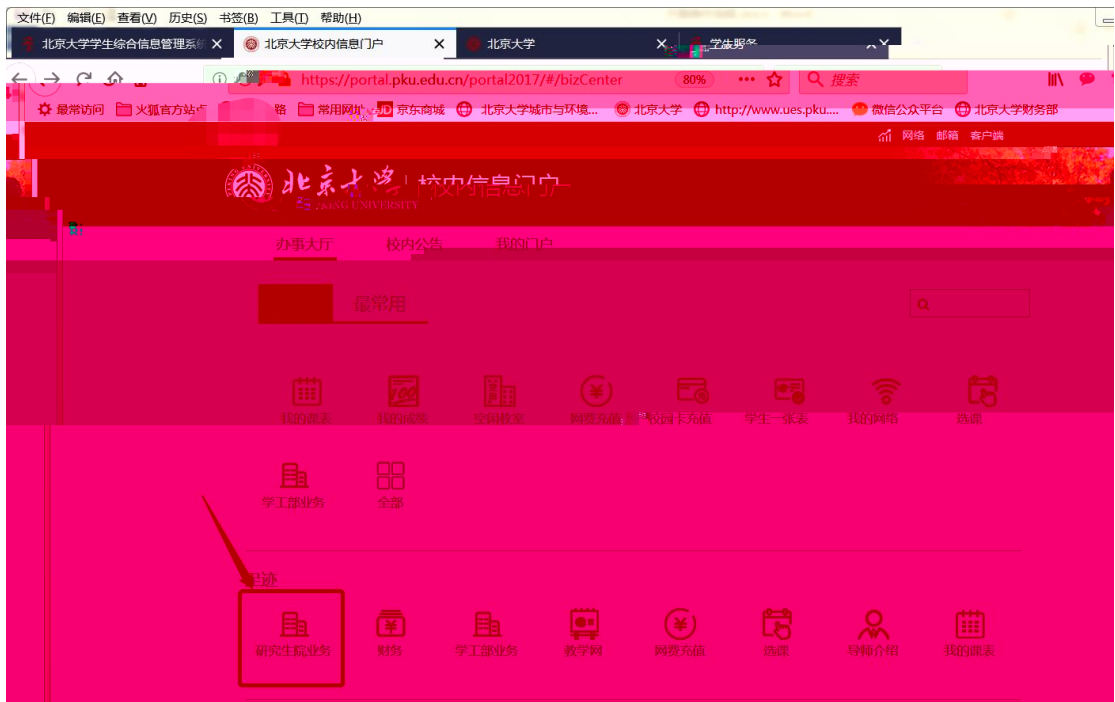 文件(F) 编辑(E) 查看(V) 历史(S) 书签(B) 工具(T) 帮助(H)
北京大学学生综合信息管理系统 北京大学校内信息门户 北京大学 学生服务
https://portal.pku.edu.cn/portal2017/#/bizCenter 80% 搜索
最常访问 火狐官方站点 常用网址 JD 京东商城 北京大学城市与环境... 北京大学 http://www.ues.pku.... 微信公众平台 北京大学财务部
网络 邮箱 客户端
北京大学 校内信息门户
PEKING UNIVERSITY
办事大厅 校内公告 我的门户
最常用
我的课表 我的成绩 空闲教室 网费充值 校园卡充值 学生一张表 我的网络 选课
学工部业务 全部
足迹
研究生院业务 财务 学工部业务 教学网 网费充值 选课 导师介绍 我的课表